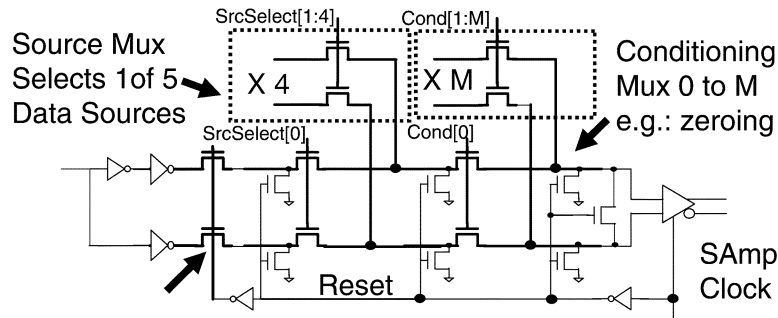 SrcSelect[1:4]
Cond[1:M]
Source Mux
Selects 1of 5
Data Sources
X 4
X M
Conditioning
Mux 0 to M
e.g.: zeroing
SrcSelect[0]
Cond[0]
SAmp
Clock
Reset